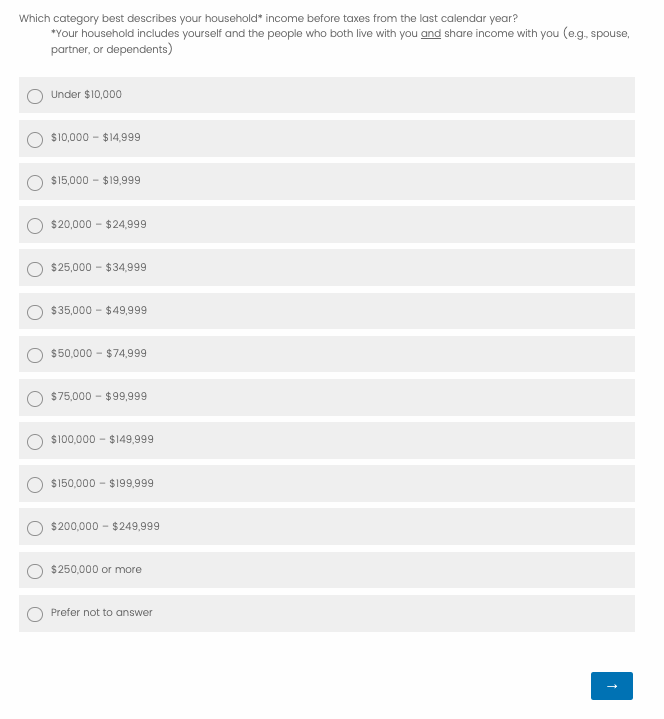 Which category best describes your household* income before taxes from the last calendar year?
*Your household includes yourself and the people who both live with you and share income with you (e.g., spouse,
partner, or dependents)
Under $10,000
$10,000 – $14,999
$15,000 – $19,999
$20,000 – $24,999
$25,000 – $34,999
$35,000 – $49,999
$50,000 – $74,999
$75,000 – $99,999
$100,000 – $149,999
$150,000 – $199,999
$200,000 – $249,999
$250,000 or more
Prefer not to answer
→